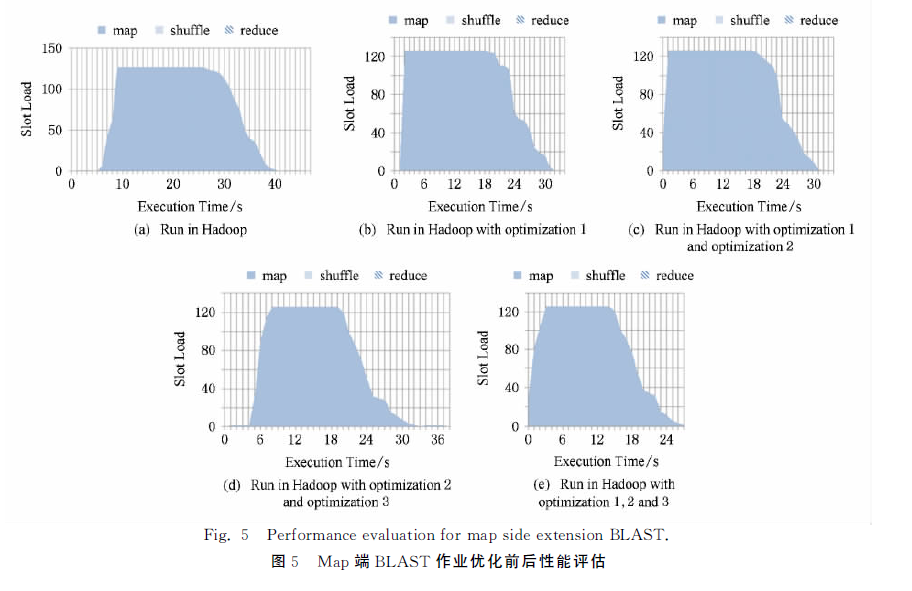 map shuffle reduce
150
100
50
0
Slot Load
0 10 20 30 40
Execution Time/s
(a) Run in Hadoop
map shuffle reduce
120
80
40
0
Slot Load
0 6 12 18 24 30
Execution Time/s
(b) Run in Hadoop with optimization 1
map shuffle reduce
120
80
40
0
Slot Load
0 6 12 18 24 30
Execution Time/s
(c) Run in Hadoop with optimization 1
and optimization 2
map shuffle reduce
120
80
40
0
Slot Load
0 6 12 18 24 30 36
Execution Time/s
(d) Run in Hadoop with optimization 2
and optimization 3
map shuffle reduce
120
80
40
0
Slot Load
0 6 12 18 24
Execution Time/s
(e) Run in Hadoop with
optimization 1,2 and 3
Fig. 5 Performance evaluation for map side extension BLAST.
图5 Map 端 BLAST 作业优化前后性能评估